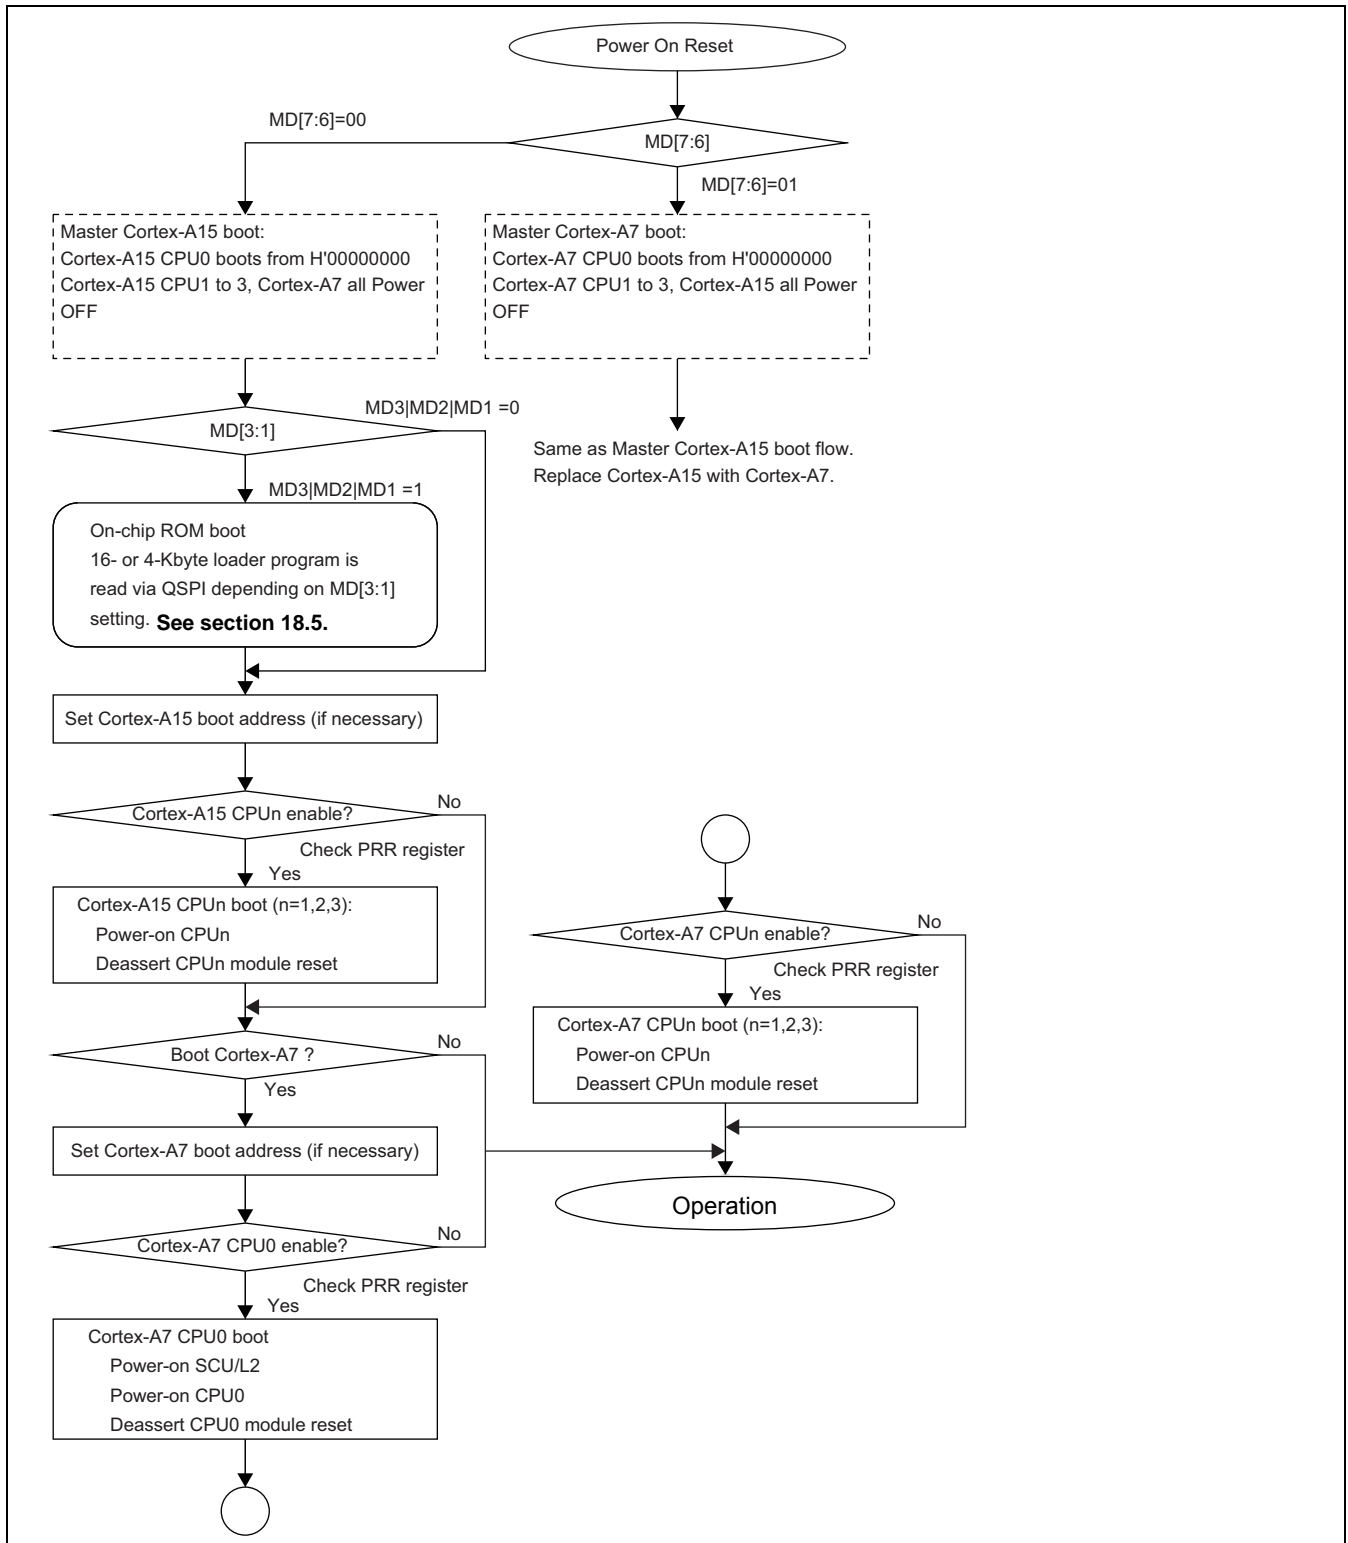 Power On Reset
MD[7:6]=00
MD[7:6]
MD[7:6]=01
Master Cortex-A15 boot:
Cortex-A15 CPU0 boots from H'00000000
Cortex-A15 CPU1 to 3, Cortex-A7 all Power
OFF
Master Cortex-A7 boot:
Cortex-A7 CPU0 boots from H'00000000
Cortex-A7 CPU1 to 3, Cortex-A15 all Power
OFF
MD3|MD2|MD1 =0
MD[3:1]
Same as Master Cortex-A15 boot flow.
Replace Cortex-A15 with Cortex-A7.
MD3|MD2|MD1 =1
On-chip ROM boot
16- or 4-Kbyte loader program is
read via QSPI depending on MD[3:1]
setting. See section 18.5.
Set Cortex-A15 boot address (if necessary)
Cortex-A15 CPUn enable?
No
Check PRR register
Yes
Cortex-A15 CPUn boot (n=1,2,3):
Power-on CPUn
Deassert CPUn module reset
Boot Cortex-A7 ?
No
Yes
Set Cortex-A7 boot address (if necessary)
Cortex-A7 CPU0 enable?
No
Check PRR register
Yes
Cortex-A7 CPU0 boot
Power-on SCU/L2
Power-on CPU0
Deassert CPU0 module reset
Cortex-A7 CPUn enable?
No
Check PRR register
Yes
Cortex-A7 CPUn boot (n=1,2,3):
Power-on CPUn
Deassert CPUn module reset
Operation